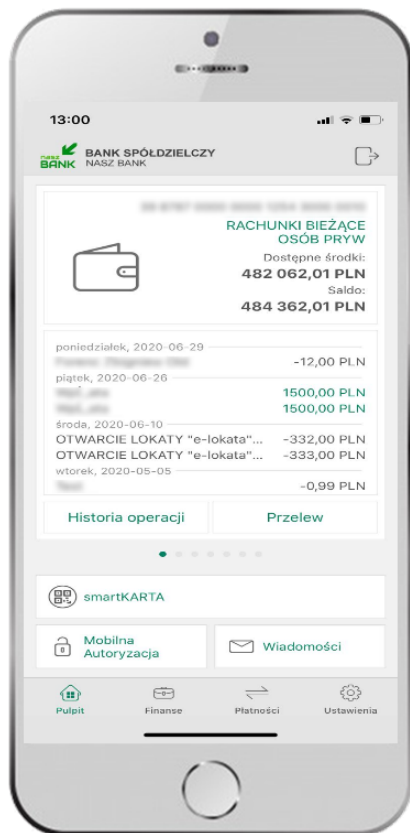 13:00
nasz BANK
BANK SPÓŁDZIELCZY
NASZ BANK
RACHUNKI BIEŻĄCE
OSÓB PRYW
Dostępne środki:
482 062,01 PLN
Saldo:
484 362,01 PLN
poniedziałek, 2020-06-29
-12,00 PLN
piątek, 2020-06-26
1500,00 PLN
1500,00 PLN
środa, 2020-06-10
OTWARCIE LOKATY "e-lokata"... -332,00 PLN
OTWARCIE LOKATY "e-lokata"... -333,00 PLN
wtorek, 2020-05-05
-0,99 PLN
Historia operacji
Przelew
smartKARTA
Mobilna
Autoryzacja
Wiadomości
Pulpit
Finanse
Płatności
Ustawienia